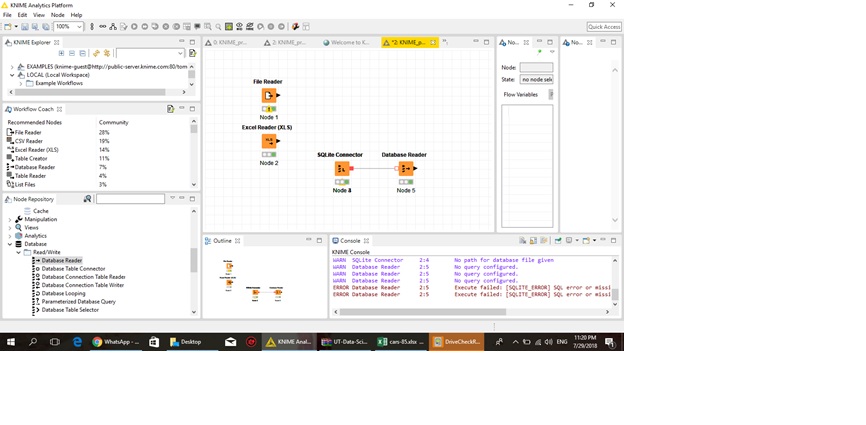 KNIME Analytics Platform
File Edit View Node Help
100%
Quick Access
KNIME Explorer
EXAMPLES (knime-guest@http://public-server.knime.com:80/tom
LOCAL (Local Workspace)
Example Workflows
Workflow Coach
Recommended Nodes Community
File Reader 28%
CSV Reader 19%
Excel Reader (XLS) 14%
Table Creator 11%
Database Reader 7%
Table Reader 4%
List Files 3%
Node Repository
Cache
Manipulation
Views
Analytics
Database
Read/Write
Database Reader
Database Table Connector
Database Connection Table Reader
Database Connection Table Writer
Database Looping
Parameterized Database Query
Database Table Selector
0: KNIME_pr... 2: KNIME_pr... Welcome to K... *2: KNIME_p...
File Reader
Node 1
Excel Reader (XLS)
XLS
Node 2
SQLite Connector
Database Reader
Node 5
No...
Node:
State: no node sele
Flow Variables
No...
Outline
Console
KNIME Console
WARN SQLite Connector 2:4 No path for database file given
WARN Database Reader 2:5 No query configured.
WARN Database Reader 2:5 No query configured.
WARN Database Reader 2:5 No query configured.
ERROR Database Reader 2:5 Execute failed: [SQLITE_ERROR] SQL error or missi
ERROR Database Reader 2:5 Execute failed: [SQLITE_ERROR] SQL error or missi
WhatsApp - ... Desktop KNIME Anal... UT-Data-Sci... cars-85.xlsx ... DriveCheckfl... ENG 11:20 PM
7/29/2018